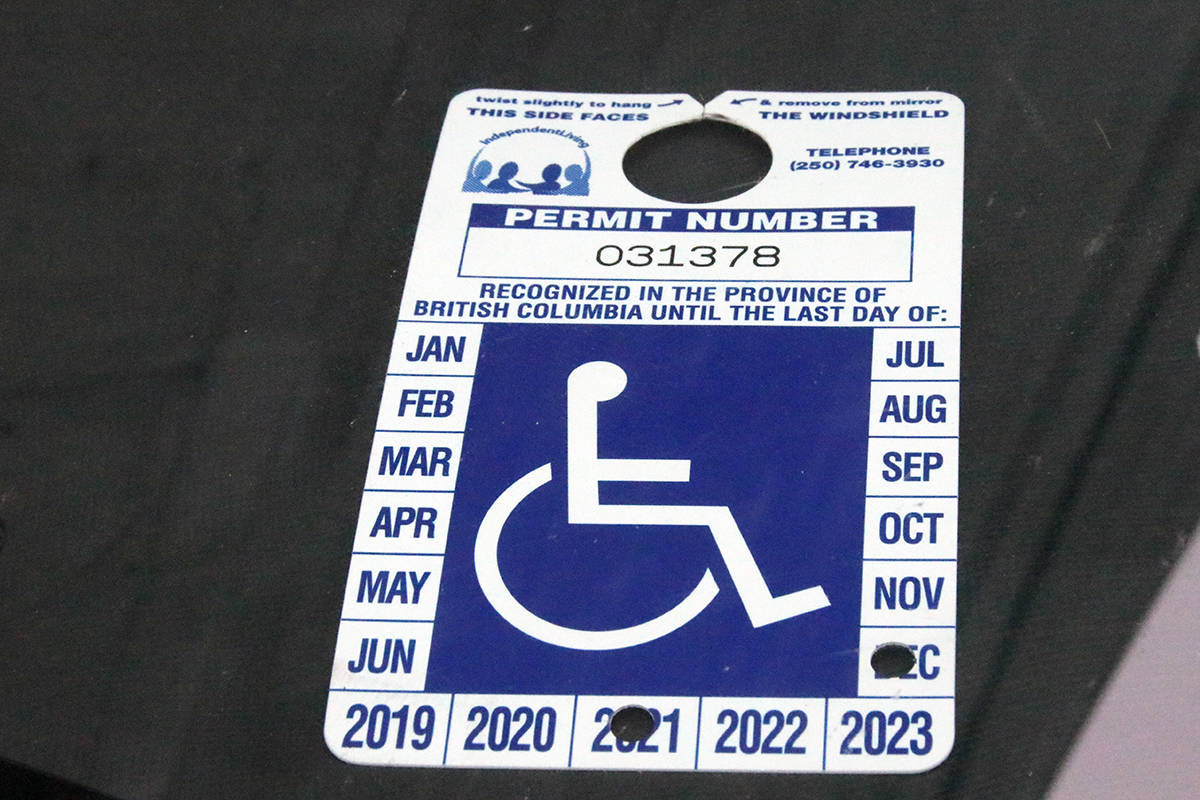 twist slightly to hang & remove from mirror
THIS SIDE FACES THE WINDSHIELD
IndependentLiving
TELEPHONE
(250) 746-3930
PERMIT NUMBER
031378
RECOGNIZED IN THE PROVINCE OF
BRITISH COLUMBIA UNTIL THE LAST DAY OF:
JAN JUL
FEB AUG
MAR SEP
APR OCT
MAY NOV
JUN DEC
2019 2020 2021 2022 2023